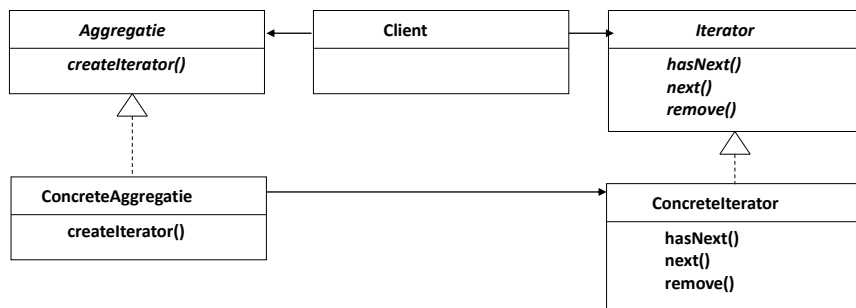 Aggregatie
createIterator()
Client
Iterator
hasNext()
next()
remove()
ConcreteAggregatie
createIterator()
ConcreteIterator
hasNext()
next()
remove()